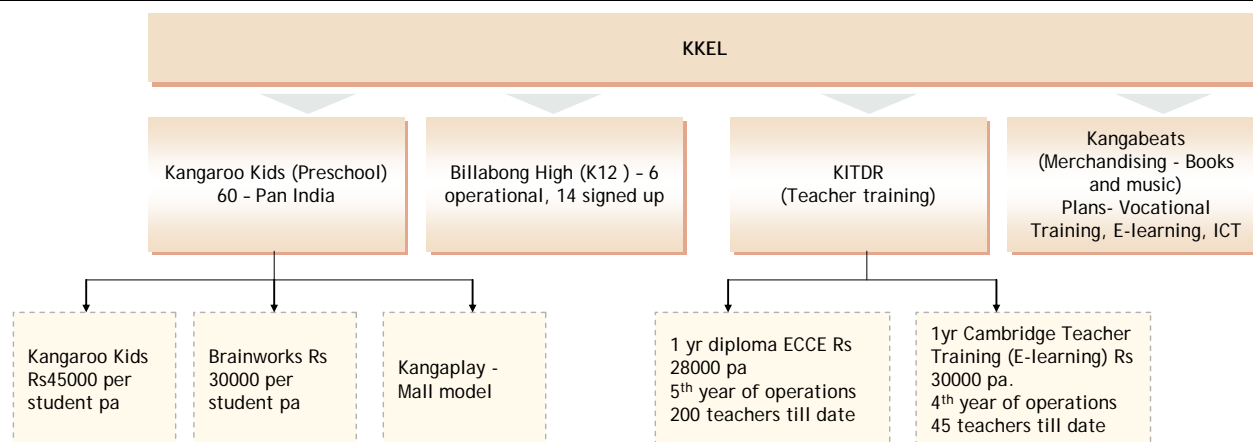 KKEL
Kangaroo Kids (Preschool)
60 – Pan India
Billabong High (K12 ) – 6
operational, 14 signed up
KITDR
(Teacher training)
Kangabeats
(Merchandising - Books
and music)
Plans- Vocational
Training, E-learning, ICT
Kangaroo Kids
Rs45000 per
student pa
Brainworks Rs
30000 per
student pa
Kangaplay -
Mall model
1 yr diploma ECCE Rs
28000 pa
5th year of operations
200 teachers till date
1yr Cambridge Teacher
Training (E-learning) Rs
30000 pa.
4th year of operations
45 teachers till date